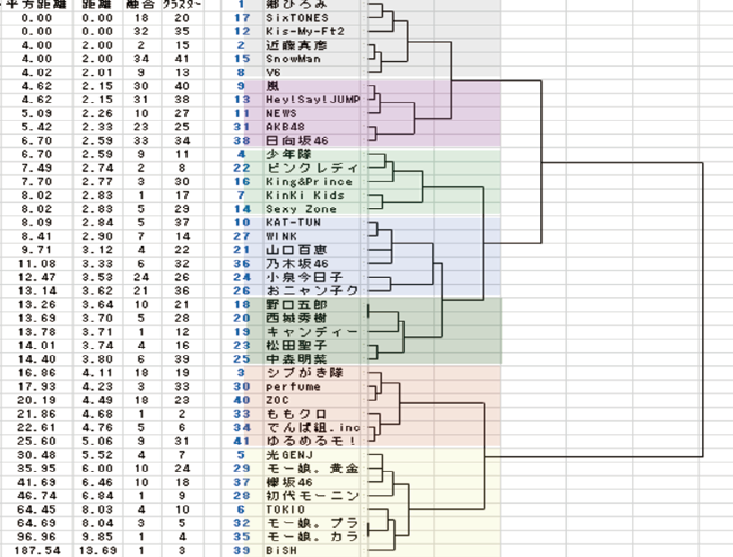 平方距離 距離 融合 クラスター 1 郷ひろみ
0.00 0.00 18 20 17 SixTONES
0.00 0.00 32 35 12 Kis-My-Ft2
4.00 2.00 2 15 2 近藤真彦
4.00 2.00 34 41 15 SnowMan
4.02 2.01 9 13 8 V6
4.62 2.15 30 40 9 嵐
4.62 2.15 31 38 13 Hey!Say!JUMP
5.09 2.26 10 27 11 NEWS
5.42 2.33 23 25 31 AKB48
6.70 2.59 33 34 38 日向坂46
6.70 2.59 9 11 4 少年隊
7.49 2.74 2 8 22 ピンクレディ
7.70 2.77 3 30 16 King&Prince
8.02 2.83 1 17 7 KinKi Kids
8.02 2.83 5 29 14 Sexy Zone
8.09 2.84 5 37 10 KAT-TUN
8.41 2.90 7 14 27 WINK
9.71 3.12 4 22 21 山口百恵
11.08 3.33 6 32 36 乃木坂46
12.47 3.53 24 26 24 小泉今日子
13.14 3.62 21 36 26 おニャン子ク
13.26 3.64 10 21 18 野口五郎
13.69 3.70 5 28 20 西城秀樹
13.78 3.71 1 12 19 キャンディー
14.01 3.74 4 16 23 松田聖子
14.40 3.80 6 39 25 中森明菜
16.86 4.11 18 19 3 シブがき隊
17.93 4.23 3 33 30 perfume
20.19 4.49 18 23 40 ZOC
21.86 4.68 1 2 33 ももクロ
22.61 4.76 5 6 34 でんぱ組.inc
25.60 5.06 9 31 41 ゆるめるモ!
30.48 5.52 4 7 5 光GENJ
35.95 6.00 10 24 29 モー娘。黄金
41.69 6.46 10 18 37 欅坂46
46.74 6.84 1 9 28 初代モーニン
64.45 8.03 4 10 6 TOKIO
64.69 8.04 3 5 32 モー娘。プラ
96.96 9.85 1 4 35 モー娘。カラ
187.54 13.69 1 3 39 BiSH